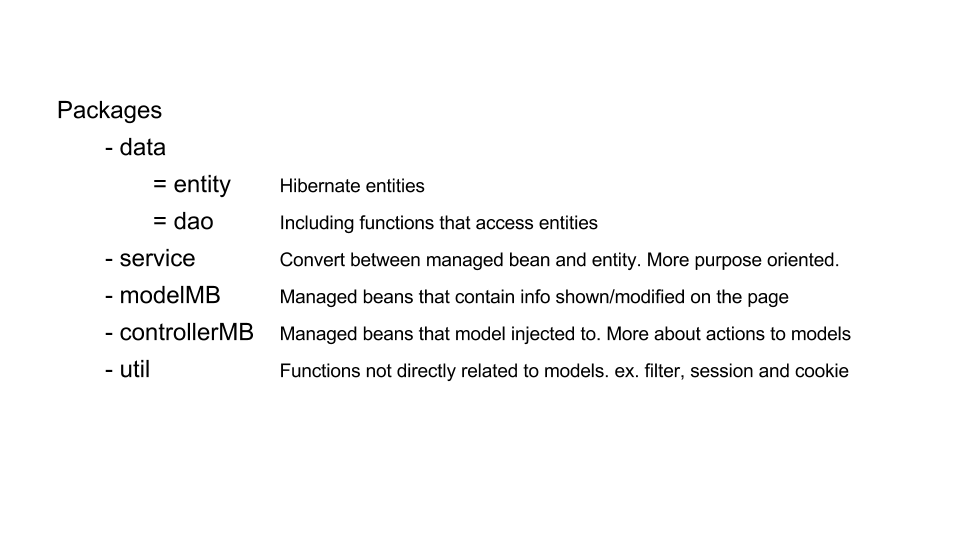 Packages
- data
= entity Hibernate entities
= dao Including functions that access entities
- service Convert between managed bean and entity. More purpose oriented.
- modelMB Managed beans that contain info shown/modified on the page
- controllerMB Managed beans that model injected to. More about actions to models
- util Functions not directly related to models. ex. filter, session and cookie